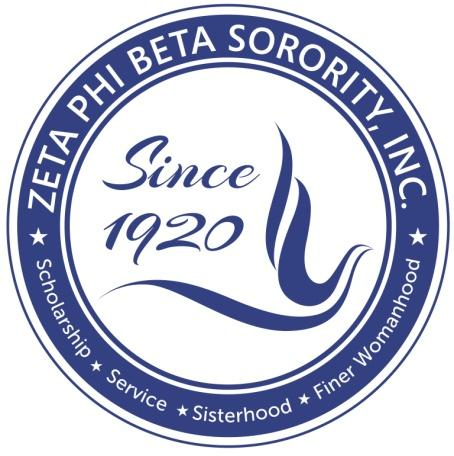 ZETA PHI BETA SORORITY, INC.
Since
1920
★ Scholarship ★ Service ★ Sisterhood ★ Finer Womanhood ★